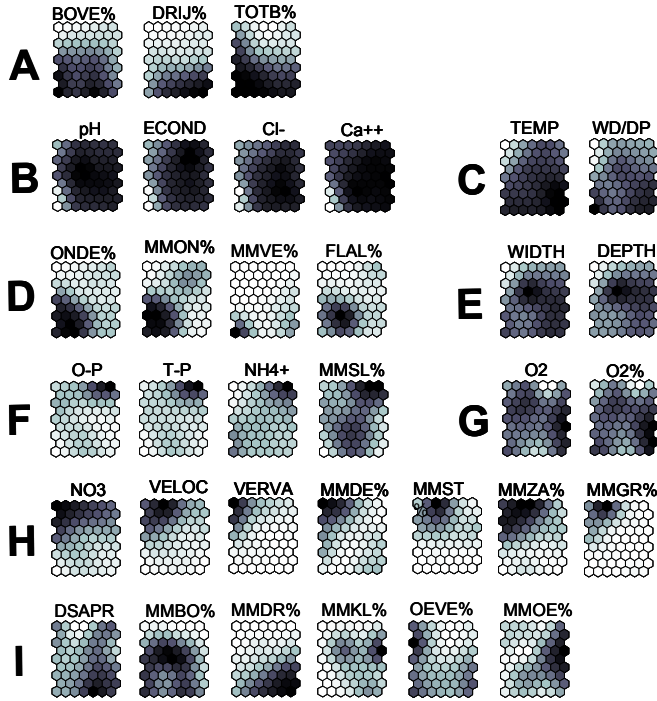 BOVE% DRIJ% TOTB%
A
pH ECOND Cl- Ca++ TEMP WD/DP
B C
ONDE% MMON% MMVE% FLAL% WIDTH DEPTH
D E
O-P T-P NH4+ MMSL% O2 O2%
F G
NO3 VELOC VERVA MMDE% MMST MMZA% MMGR%
H
DSAPR MMBO% MMDR% MMKL% OEVE% MMOE%
I